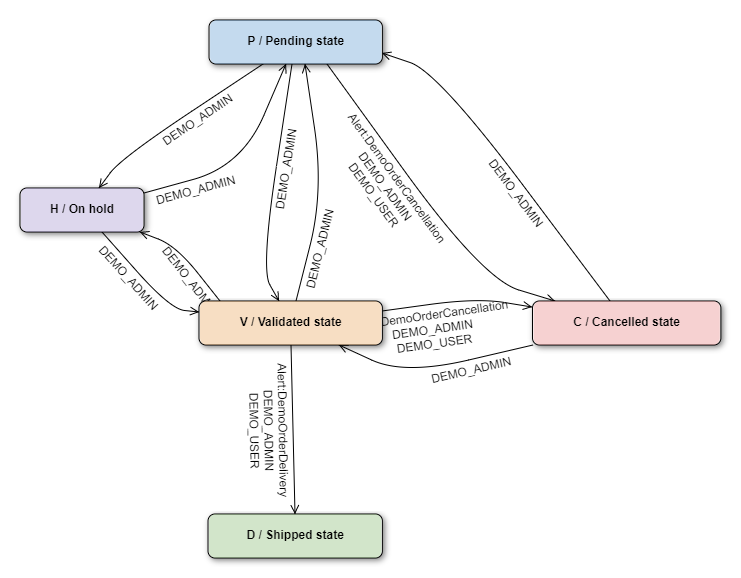 P / Pending state
DEMO_ADMIN
DEMO_ADMIN
DEMO_ADMIN
DEMO_ADMIN
Alert:DemoOrderCancellation
DEMO_ADMIN
DEMO_USER
DEMO_ADMIN
H / On hold
DEMO_ADMIN
DEMO_ADM
V / Validated state
DemoOrderCancellation
DEMO_ADMIN
DEMO_USER
C / Cancelled state
DEMO_ADMIN
Alert:DemoOrderDelivery
DEMO_ADMIN
DEMO_USER
D / Shipped state